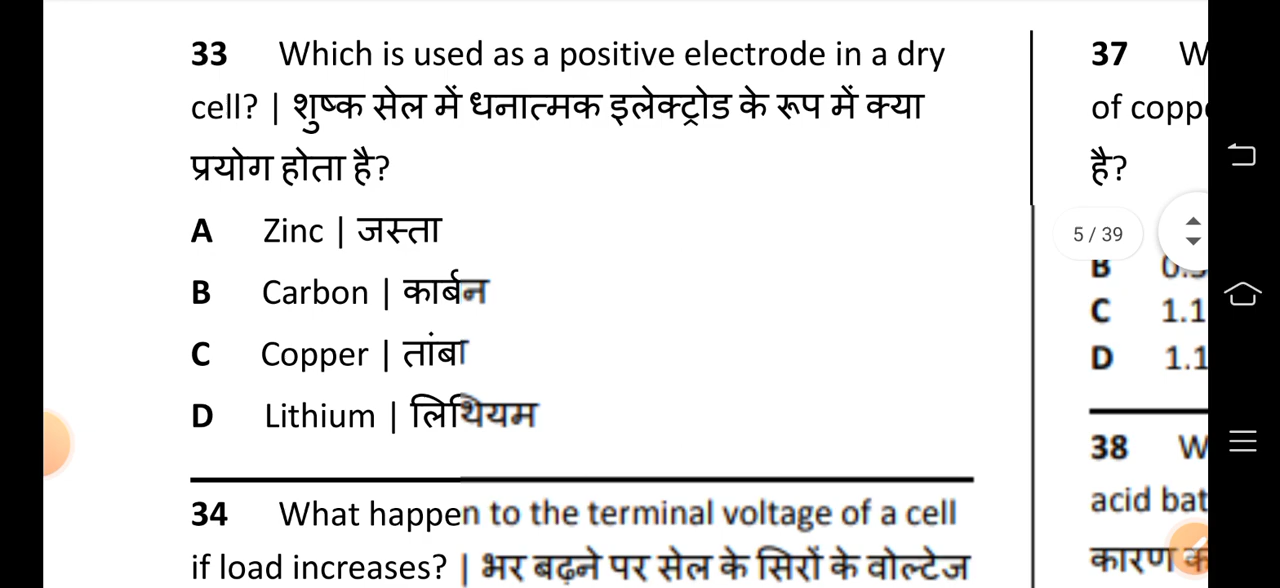 33 Which is used as a positive electrode in a dry
cell? | शुष्क सेल में धनात्मक इलेक्ट्रोड के रूप में क्या
प्रयोग होता है?
A Zinc | जस्ता
B Carbon | कार्बन
C Copper | तांबा
D Lithium | लिथियम
34 What happen to the terminal voltage of a cell
if load increases? | भर बढ़ने पर सेल के सिरों के वोल्टेज
37 W
of copp
है?
5 / 39
B
C 1.1
D 1.1
38 W
acid bat
कारण